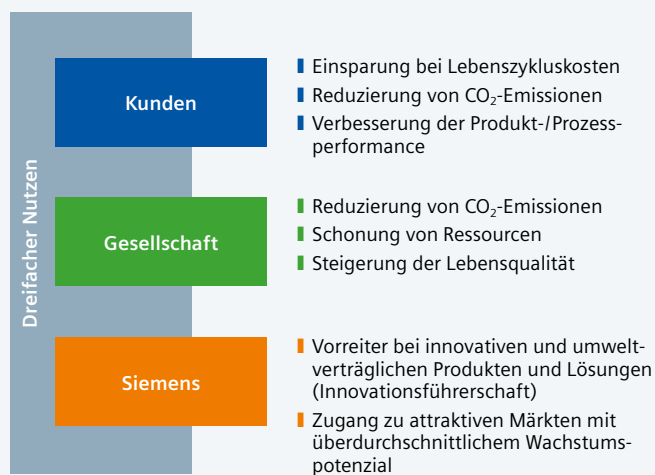 Dreifacher Nutzen
Kunden
Einsparung bei Lebenszykluskosten
Reduzierung von CO₂-Emissionen
Verbesserung der Produkt-/Prozess-
performance
Gesellschaft
Reduzierung von CO₂-Emissionen
Schonung von Ressourcen
Steigerung der Lebensqualität
Siemens
Vorreiter bei innovativen und umwelt-
verträglichen Produkten und Lösungen
(Innovationsführerschaft)
Zugang zu attraktiven Märkten mit
überdurchschnittlichem Wachstums-
potenzial